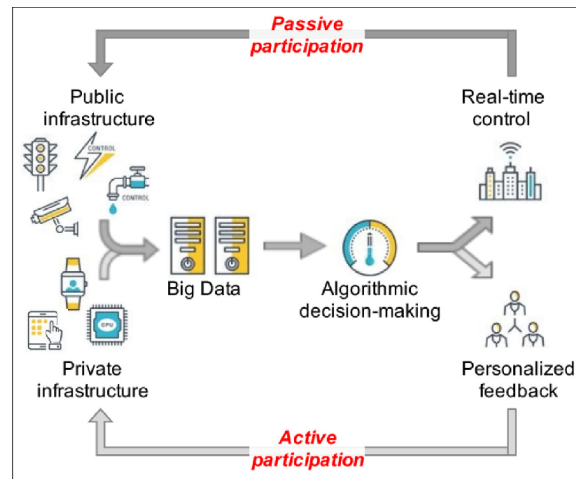 Passive
participation
Public
infrastructure
Real-time
control
CONTROL
CONTROL
Big Data
Algorithmic
decision-making
CPU
Private
infrastructure
Personalized
feedback
Active
participation